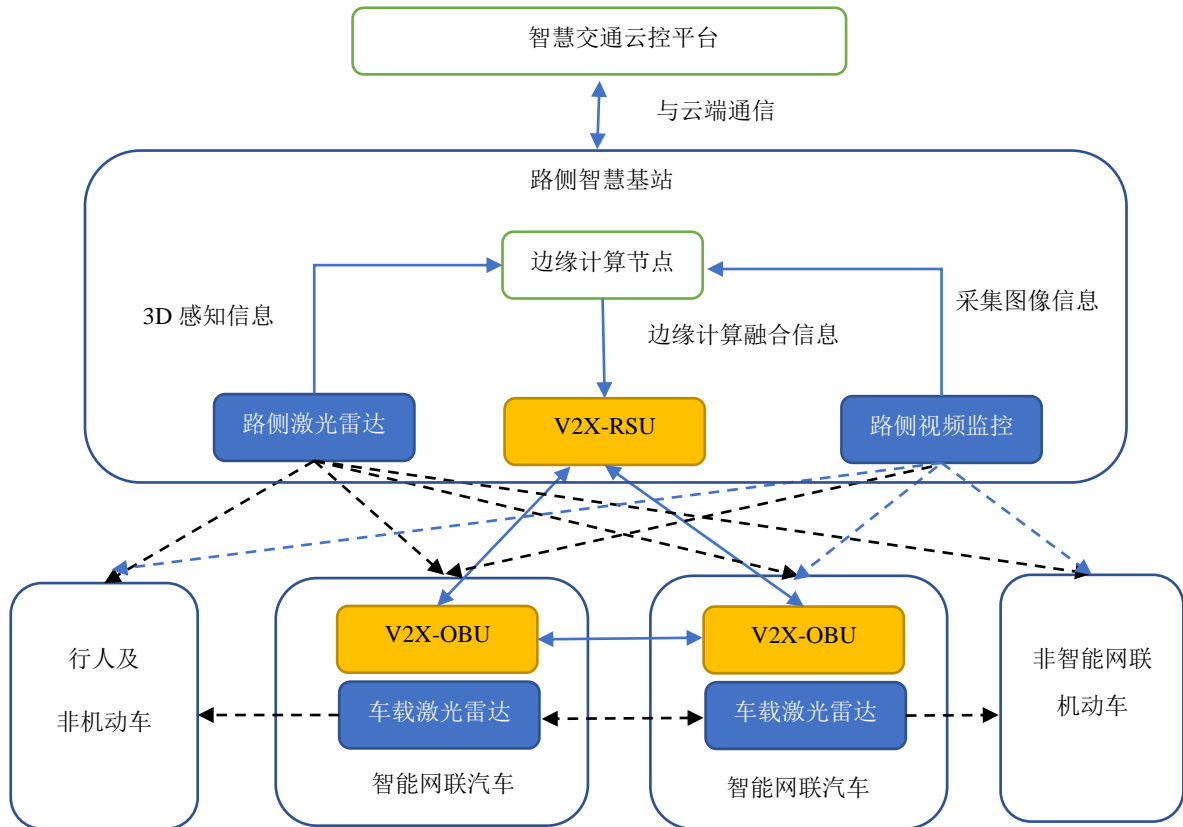 智慧交通云控平台
与云端通信
路侧智慧基站
边缘计算节点
3D 感知信息
采集图像信息
边缘计算融合信息
路侧激光雷达
V2X-RSU
路侧视频监控
V2X-OBU
V2X-OBU
行人及
非机动车
非智能网联
机动车
车载激光雷达
车载激光雷达
智能网联汽车
智能网联汽车